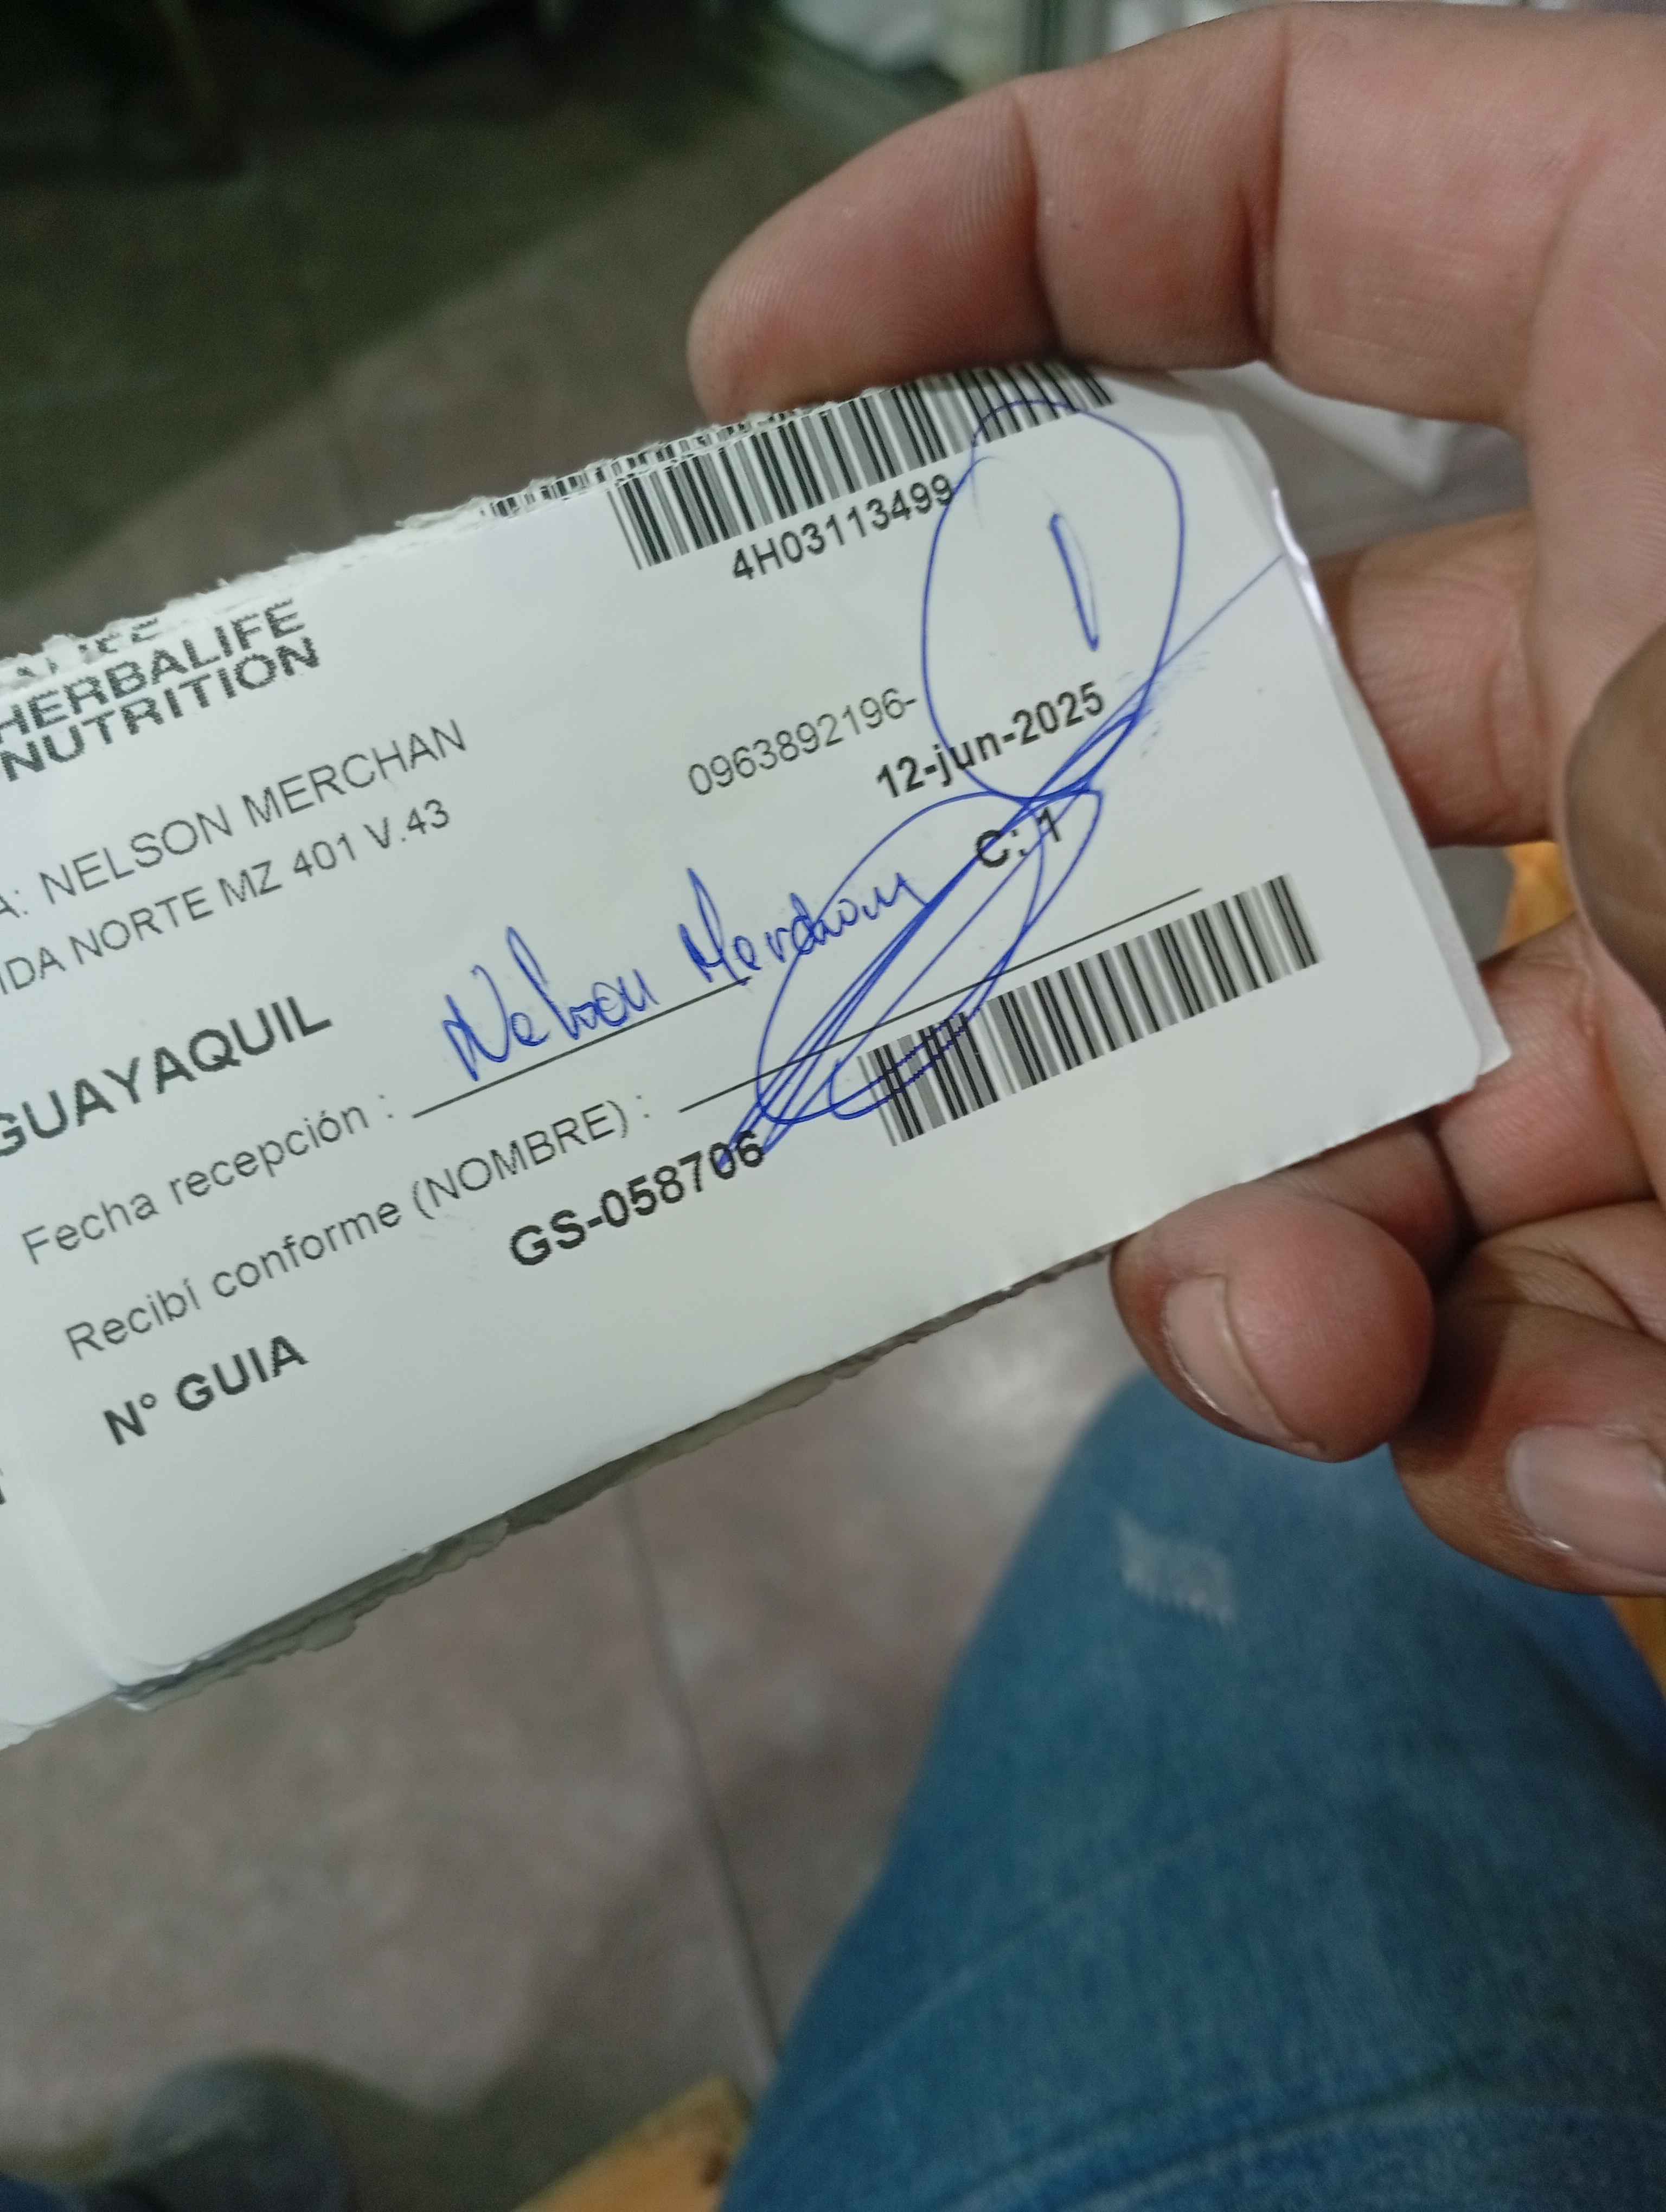 4H03113499
HERBALIFE
NUTRITION
A: NELSON MERCHAN 0963892196-
IDA NORTE MZ 401 V.43 12-jun-2025
C: 1
GUAYAQUIL
Fecha recepción : Nelson Merchan
Recibí conforme (NOMBRE) :
N° GUIA GS-058706